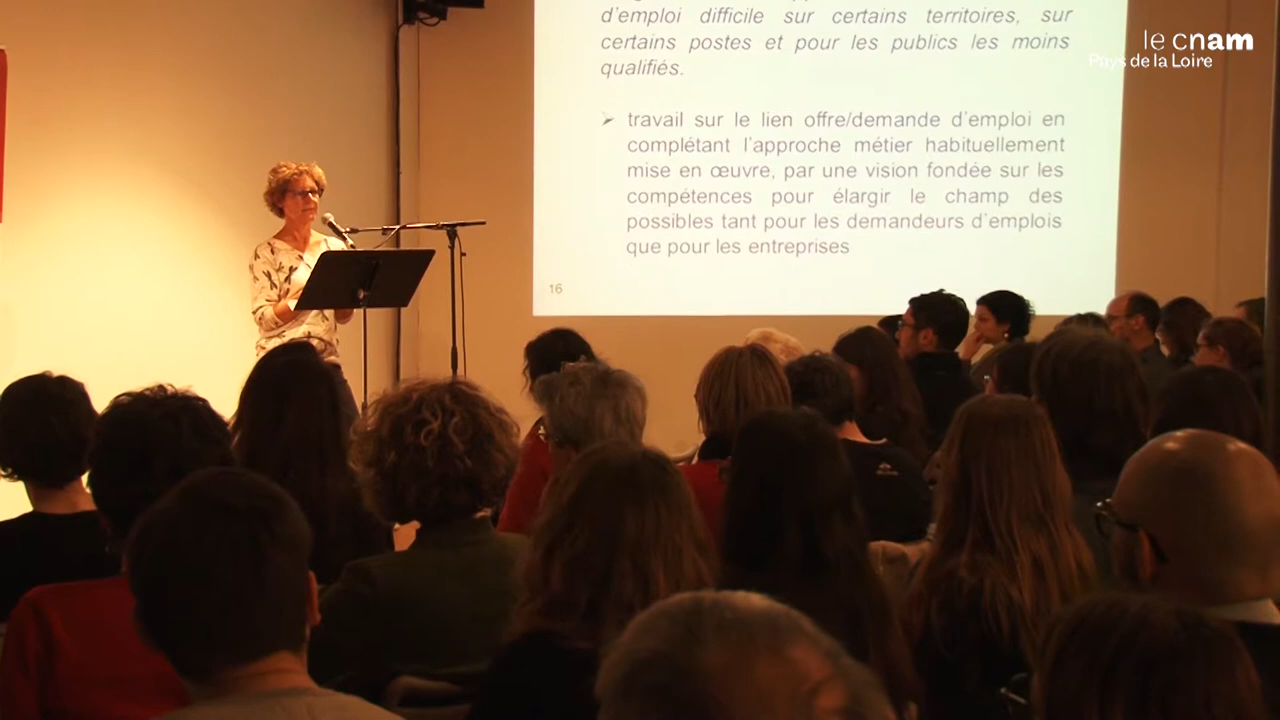 d'emploi difficile sur certains territoires, sur
certains postes et pour les publics les moins
qualifiés.
➢ travail sur le lien offre/demande d'emploi en
complétant l'approche métier habituellement
mise en œuvre, par une vision fondée sur les
compétences pour élargir le champ des
possibles tant pour les demandeurs d'emplois
que pour les entreprises
16
le cnam
Pays de la Loire